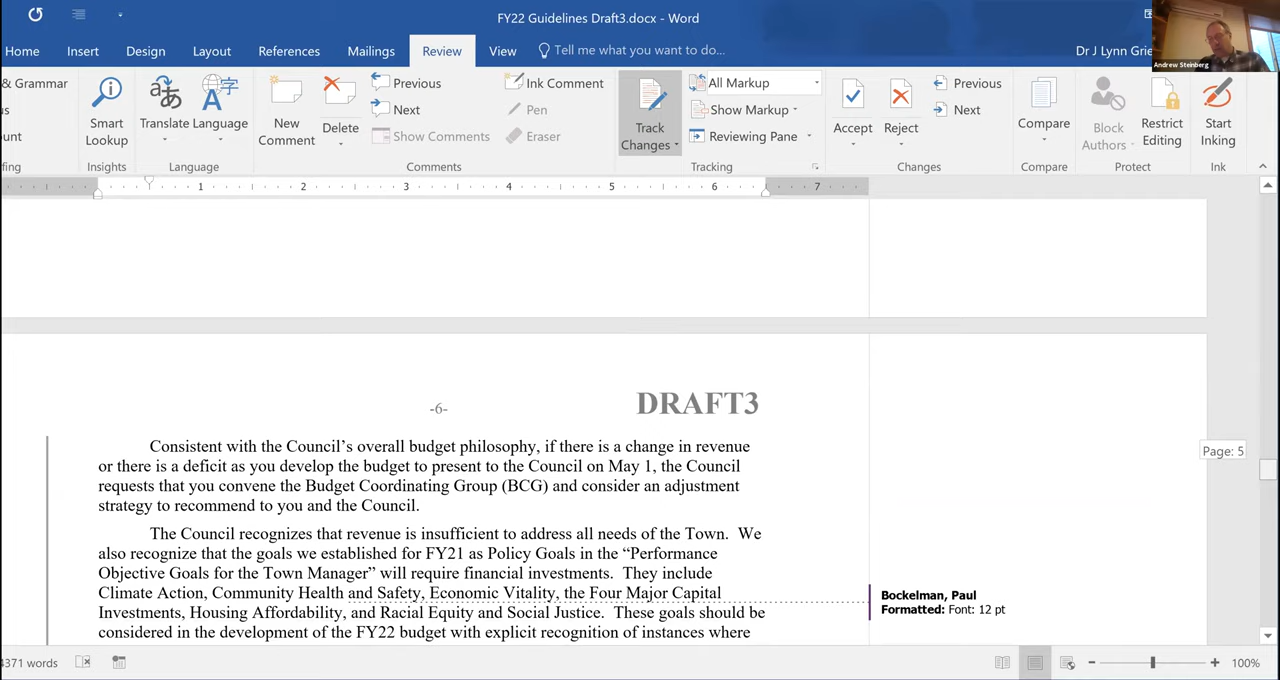 FY22 Guidelines Draft3.docx - Word
Home Insert Design Layout References Mailings Review View Tell me what you want to do...
Andrew Steinberg
& Grammar
Smart Lookup
Insights
Translate Language
Language
New Comment
Delete
Previous
Next
Show Comments
Ink Comment
Pen
Eraser
Comments
Track Changes
All Markup
Show Markup
Reviewing Pane
Tracking
Accept
Reject
Previous
Next
Changes
Compare
Compare
Block Authors
Restrict Editing
Protect
Start Inking
Ink
1 2 3 4 5 6 7
-6- DRAFT3
Page: 5
Consistent with the Council’s overall budget philosophy, if there is a change in revenue
or there is a deficit as you develop the budget to present to the Council on May 1, the Council
requests that you convene the Budget Coordinating Group (BCG) and consider an adjustment
strategy to recommend to you and the Council.
The Council recognizes that revenue is insufficient to address all needs of the Town. We
also recognize that the goals we established for FY21 as Policy Goals in the “Performance
Objective Goals for the Town Manager” will require financial investments. They include
Climate Action, Community Health and Safety, Economic Vitality, the Four Major Capital
Investments, Housing Affordability, and Racial Equity and Social Justice. These goals should be
considered in the development of the FY22 budget with explicit recognition of instances where
Bockelman, Paul
Formatted: Font: 12 pt
4371 words
100%